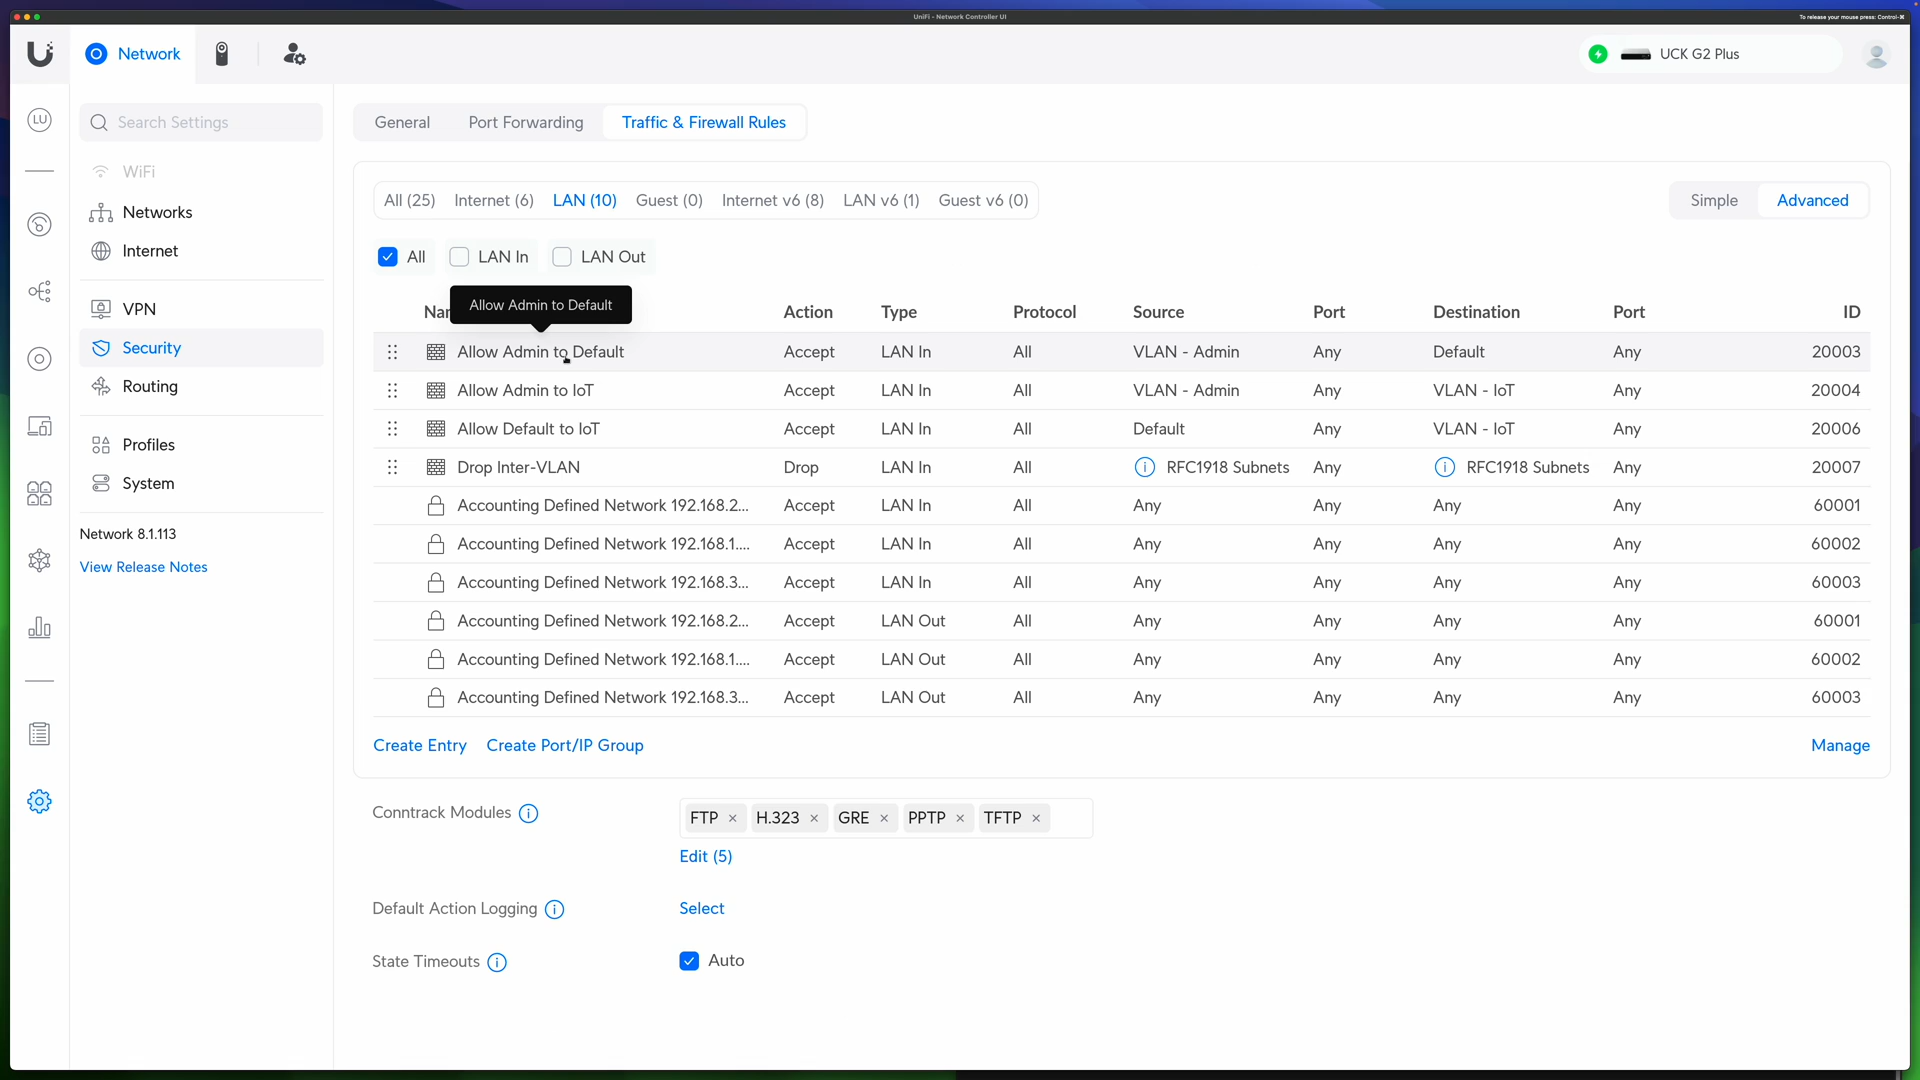 UniFi - Network Controller UI
To release your mouse press: Control-⌘
Network
UCK G2 Plus
LU
Search Settings
WiFi
Networks
Internet
VPN
Security
Routing
Profiles
System
Network 8.1.113
View Release Notes
General Port Forwarding Traffic & Firewall Rules
All (25) Internet (6) LAN (10) Guest (0) Internet v6 (8) LAN v6 (1) Guest v6 (0)
Simple Advanced
All LAN In LAN Out
Allow Admin to Default
Nar Action Type Protocol Source Port Destination Port ID
Allow Admin to Default Accept LAN In All VLAN - Admin Any Default Any 20003
Allow Admin to IoT Accept LAN In All VLAN - Admin Any VLAN - IoT Any 20004
Allow Default to IoT Accept LAN In All Default Any VLAN - IoT Any 20006
Drop Inter-VLAN Drop LAN In All RFC1918 Subnets Any RFC1918 Subnets Any 20007
Accounting Defined Network 192.168.2... Accept LAN In All Any Any Any Any 60001
Accounting Defined Network 192.168.1.... Accept LAN In All Any Any Any Any 60002
Accounting Defined Network 192.168.3... Accept LAN In All Any Any Any Any 60003
Accounting Defined Network 192.168.2... Accept LAN Out All Any Any Any Any 60001
Accounting Defined Network 192.168.1.... Accept LAN Out All Any Any Any Any 60002
Accounting Defined Network 192.168.3... Accept LAN Out All Any Any Any Any 60003
Create Entry Create Port/IP Group Manage
Conntrack Modules FTP × H.323 × GRE × PPTP × TFTP ×
Edit (5)
Default Action Logging Select
State Timeouts Auto